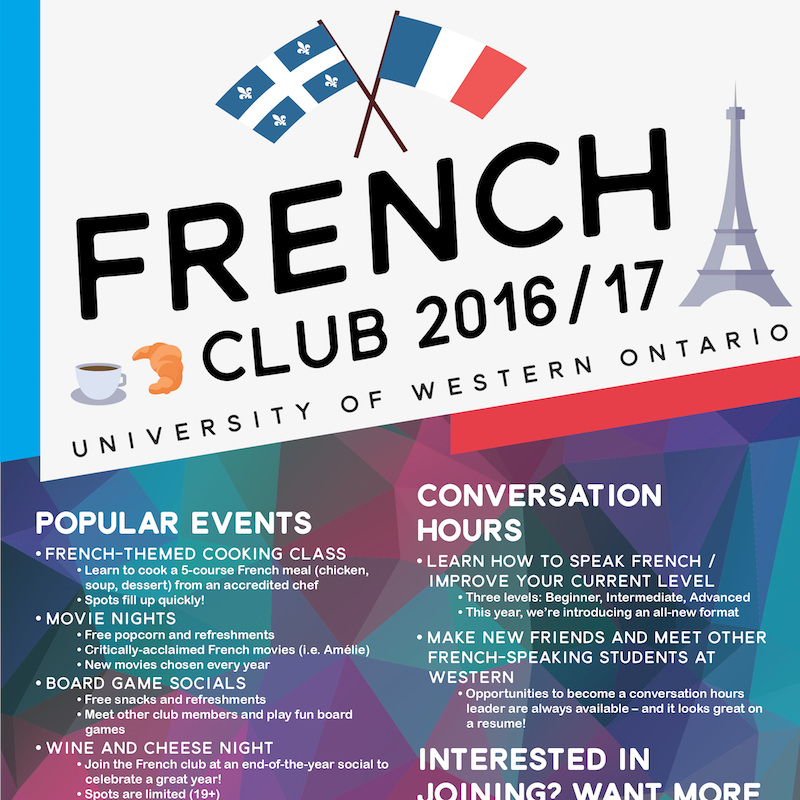 FRENCH
CLUB 2016/17
UNIVERSITY OF WESTERN ONTARIO
POPULAR EVENTS
• FRENCH-THEMED COOKING CLASS
• Learn to cook a 5-course French meal (chicken,
soup, dessert) from an accredited chef
• Spots fill up quickly!
• MOVIE NIGHTS
• Free popcorn and refreshments
• Critically-acclaimed French movies (i.e. Amélie)
• New movies chosen every year
• BOARD GAME SOCIALS
• Free snacks and refreshments
• Meet other club members and play fun board
games
• WINE AND CHEESE NIGHT
• Join the French club at an end-of-the-year social to
celebrate a great year!
• Spots are limited (19+)
CONVERSATION
HOURS
• LEARN HOW TO SPEAK FRENCH /
IMPROVE YOUR CURRENT LEVEL
• Three levels: Beginner, Intermediate, Advanced
• This year, we're introducing an all-new format
• MAKE NEW FRIENDS AND MEET OTHER
FRENCH-SPEAKING STUDENTS AT
WESTERN
• Opportunities to become a conversation hours
leader are always available – and it looks great on
a resume!
INTERESTED IN
JOINING? WANT MORE